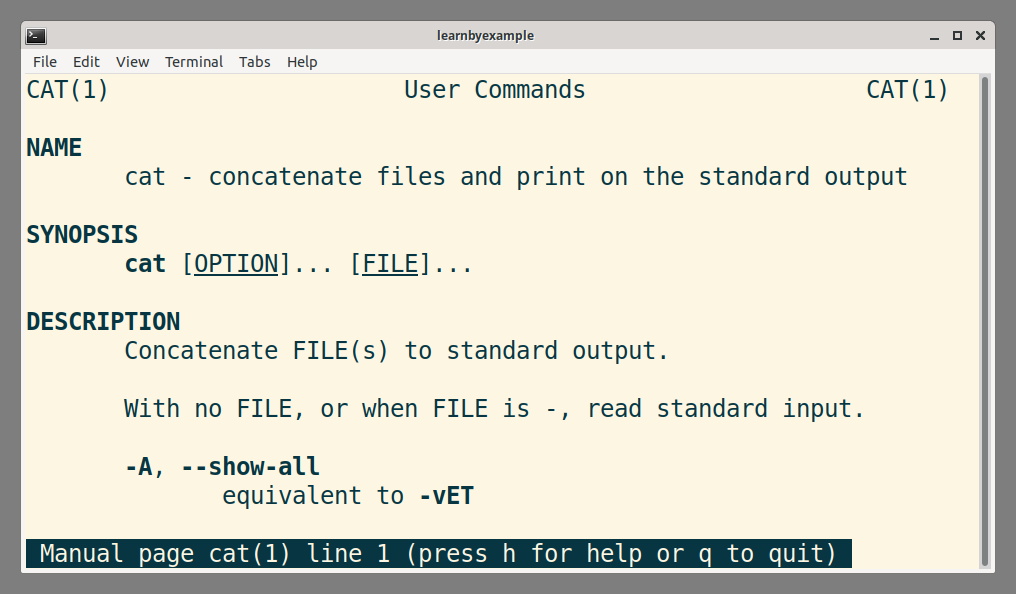 learnbyexample
File Edit View Terminal Tabs Help
CAT(1) User Commands CAT(1)
NAME
cat - concatenate files and print on the standard output
SYNOPSIS
cat [OPTION]... [FILE]...
DESCRIPTION
Concatenate FILE(s) to standard output.
With no FILE, or when FILE is -, read standard input.
-A, --show-all
equivalent to -vET
Manual page cat(1) line 1 (press h for help or q to quit)